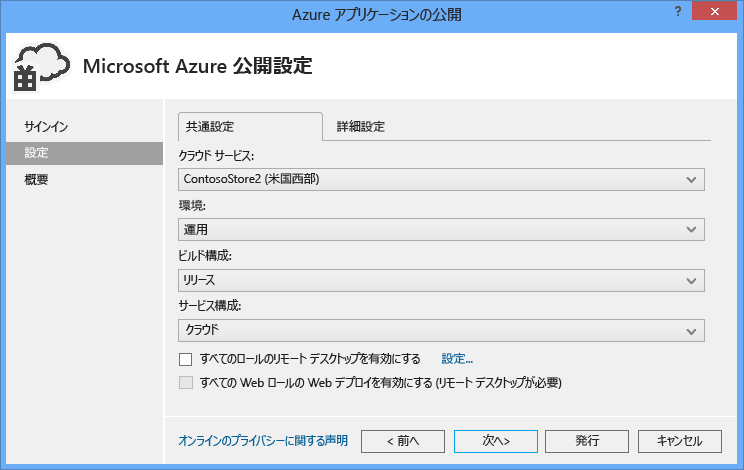 Azure アプリケーションの公開
?
Microsoft Azure 公開設定
サインイン
設定
概要
共通設定
詳細設定
クラウド サービス:
ContosoStore2 (米国西部)
環境:
運用
ビルド構成:
リリース
サービス構成:
クラウド
すべてのロールのリモート デスクトップを有効にする 設定...
すべての Web ロールの Web デプロイを有効にする (リモート デスクトップが必要)
オンラインのプライバシーに関する声明
< 前へ
次へ>
発行
キャンセル